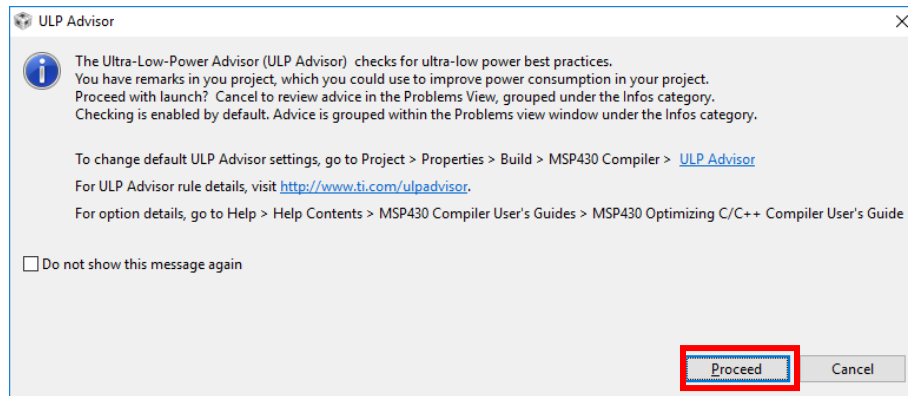 ULP Advisor
The Ultra-Low-Power Advisor (ULP Advisor) checks for ultra-low power best practices.
You have remarks in you project, which you could use to improve power consumption in your project.
Proceed with launch? Cancel to review advice in the Problems View, grouped under the Infos category.
Checking is enabled by default. Advice is grouped within the Problems view window under the Infos category.
To change default ULP Advisor settings, go to Project > Properties > Build > MSP430 Compiler > ULP Advisor
For ULP Advisor rule details, visit http://www.ti.com/ulpadvisor.
For option details, go to Help > Help Contents > MSP430 Compiler User's Guides > MSP430 Optimizing C/C++ Compiler User's Guide
Do not show this message again
Proceed Cancel